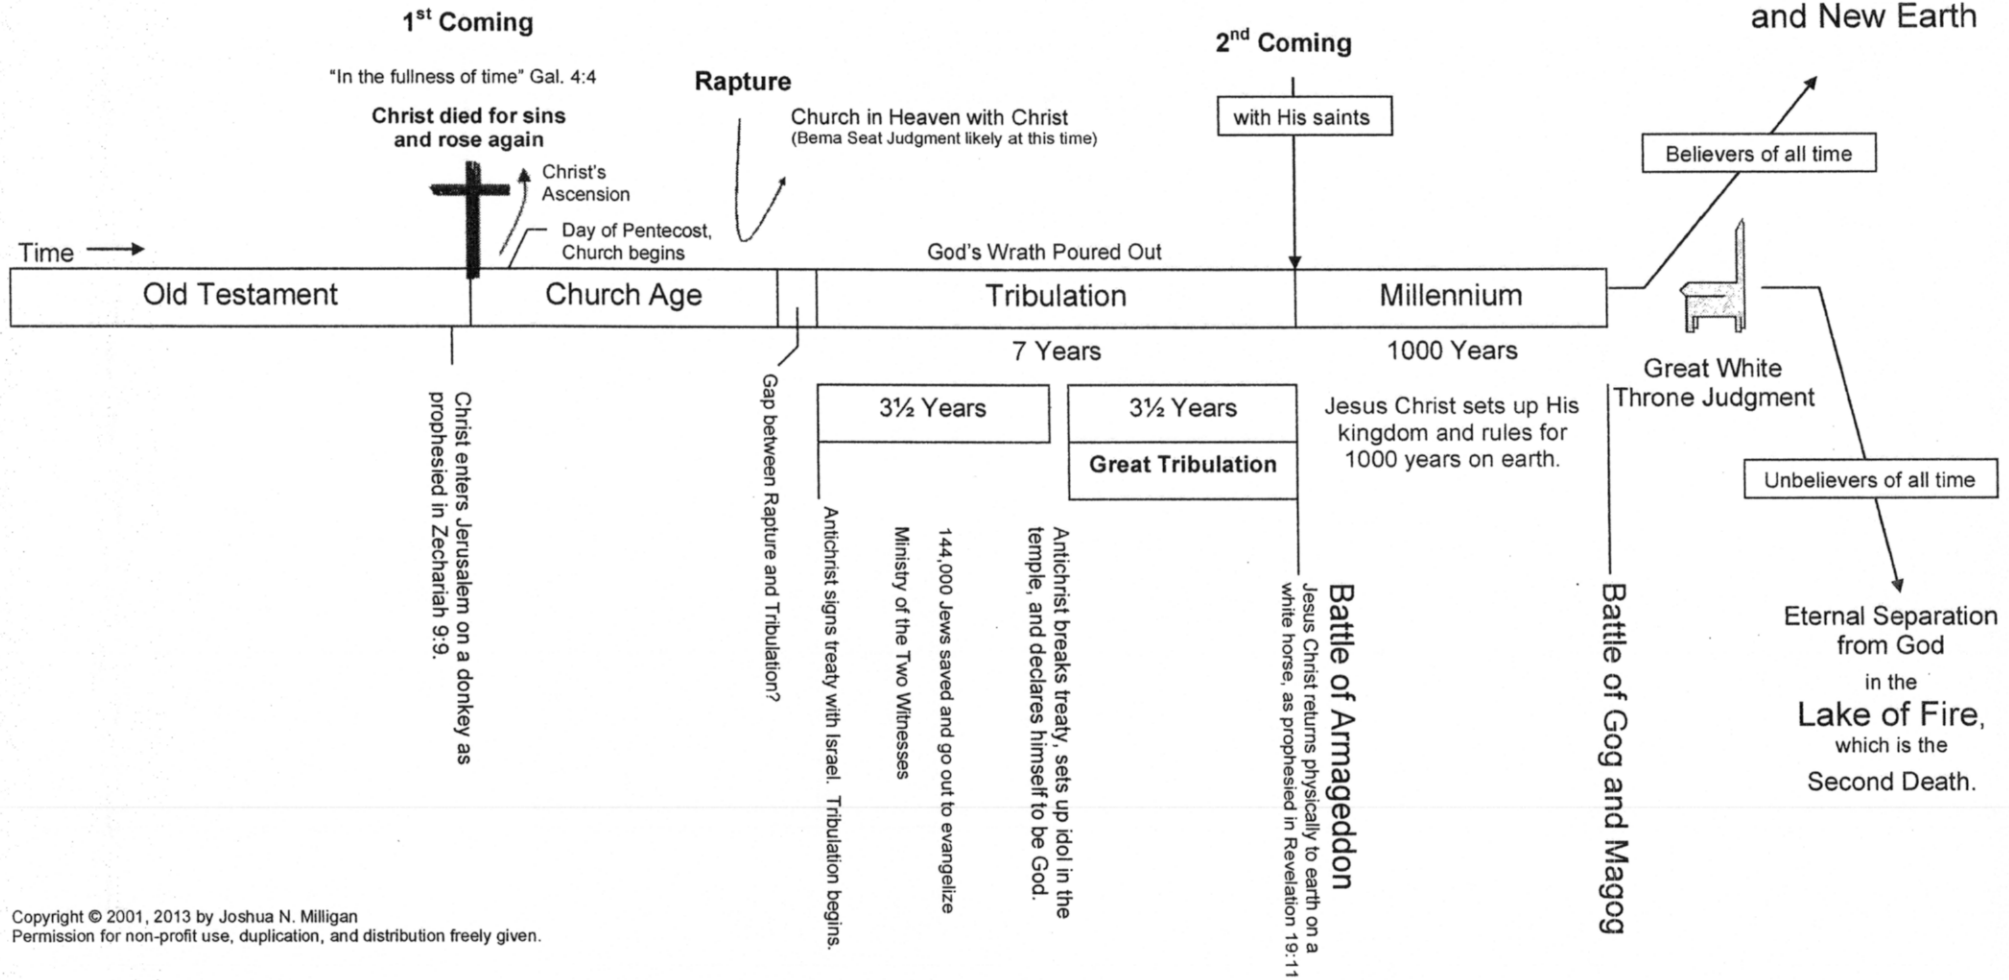 1st Coming
"In the fullness of time" Gal. 4:4
Christ died for sins
and rose again
Christ's
Ascension
Day of Pentecost,
Church begins
Rapture
Church in Heaven with Christ
(Bema Seat Judgment likely at this time)
2nd Coming
with His saints
and New Earth
Believers of all time
Time
God's Wrath Poured Out
Old Testament
Church Age
Tribulation
Millennium
7 Years
1000 Years
Great White
Throne Judgment
3½ Years
3½ Years
Great Tribulation
Jesus Christ sets up His
kingdom and rules for
1000 years on earth.
Unbelievers of all time
Christ enters Jerusalem on a donkey as
prophesied in Zechariah 9:9.
Gap between Rapture and Tribulation?
Antichrist signs treaty with Israel. Tribulation begins.
Ministry of the Two Witnesses
144,000 Jews saved and go out to evangelize
Antichrist breaks treaty, sets up idol in the
temple, and declares himself to be God.
Battle of Armageddon
Jesus Christ returns physically to earth on a
white horse, as prophesied in Revelation 19:11
Battle of Gog and Magog
Eternal Separation
from God
in the
Lake of Fire,
which is the
Second Death.
Copyright © 2001, 2013 by Joshua N. Milligan
Permission for non-profit use, duplication, and distribution freely given.